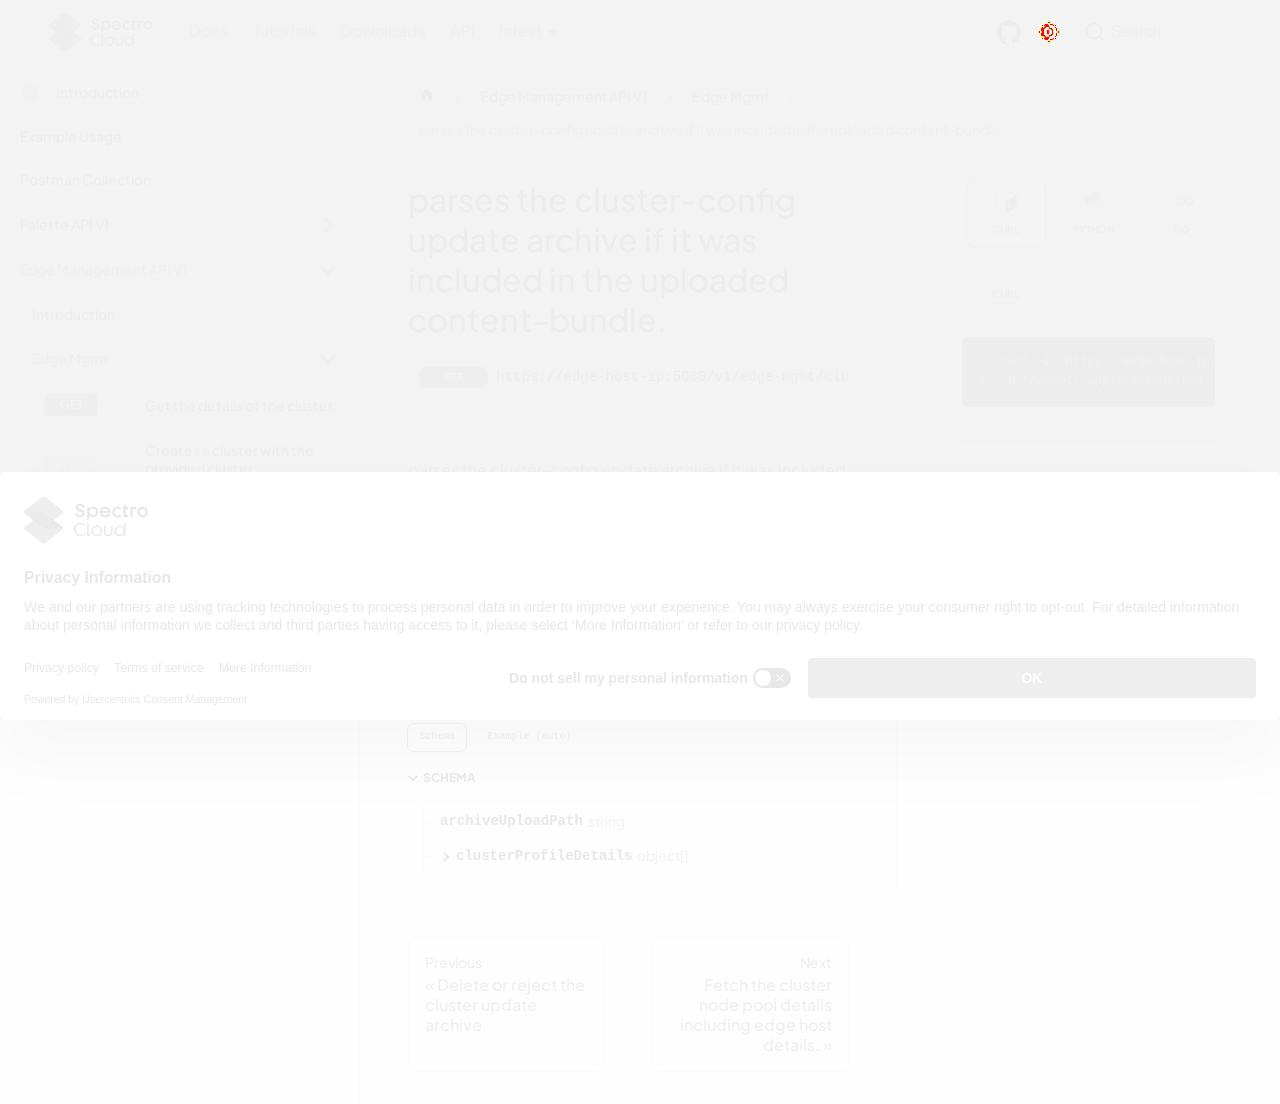 Spectro Cloud
Docs Tutorials Downloads API latest Search
Introduction
Example Usage
Postman Collection
Palette API V1
Edge Management API V1
Introduction
Edge Mgmt
GET Get the details of the cluster.
Creates a cluster with the
provided cluster
Edge Management API V1 Edge Mgmt
parses the cluster-config update archive if it was included in the uploaded content-bundle.
parses the cluster-config
update archive if it was
included in the uploaded
content-bundle.
https://edge-host-ip:5080/v1/edge-mgmt/clu
parses the cluster-config update archive if it was included
CURL PYTHON GO
CURL
Spectro
Cloud
Privacy Information
We and our partners are using tracking technologies to process personal data in order to improve your experience. You may always exercise your consumer right to opt-out. For detailed information
about personal information we collect and third parties having access to it, please select ‘More Information’ or refer to our privacy policy.
Privacy policy Terms of service More Information
Do not sell my personal information OK
Powered by Usercentrics Consent Management
Schema Example (auto)
SCHEMA
archiveUploadPath string
clusterProfileDetails object[]
Previous
« Delete or reject the
cluster update
archive
Next
Fetch the cluster
node pool details
including edge host
details. »